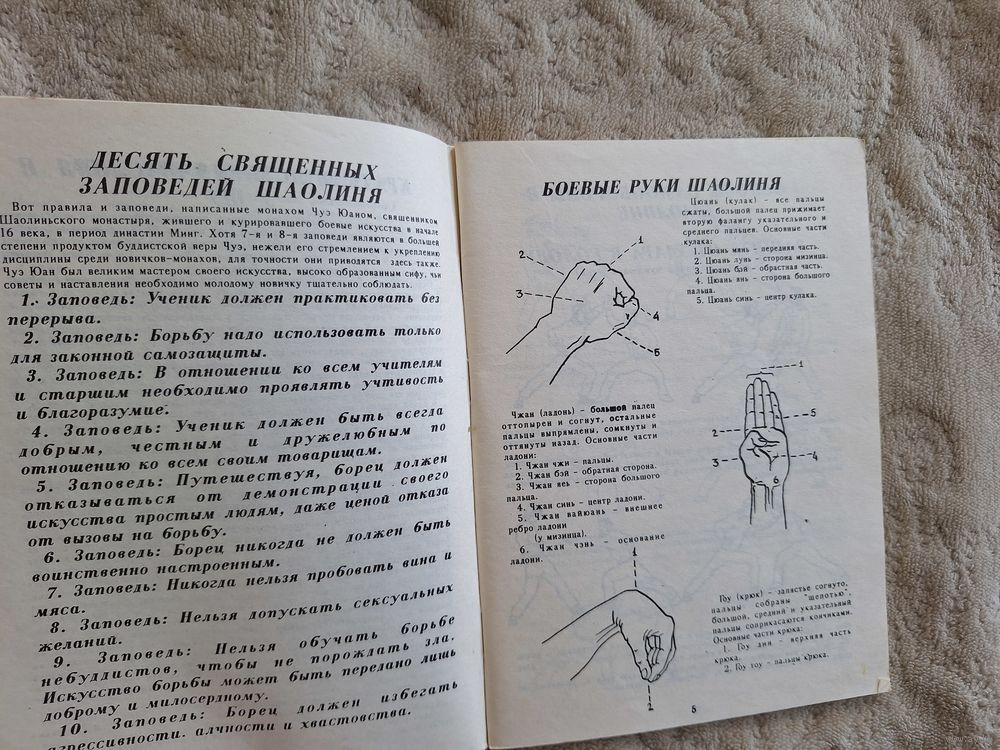 ДЕСЯТЬ СВЯЩЕННЫХ
ЗАПОВЕДЕЙ ШАОЛИНЯ
Вот правила и заповеди, написанные монахом Чуэ Юаном, священником
Шаолиньского монастыря, жившего и курировавшего боевые искусства в начале
16 века, в период династии Минг. Хотя 7-я и 8-я заповеди являются в большей
степени продуктом буддистской веры Чуэ, нежели его стремлением к укреплению
дисциплины среди новичков-монахов, для точности они приводятся здесь также.
Чуэ Юан был великим мастером своего искусства, высоко образованным сифу, чьи
советы и наставления необходимо молодому новичку тщательно соблюдать.
1. Заповедь: Ученик должен практиковать без
перерыва.
2. Заповедь: Борьбу надо использовать только
для законной самозащиты.
3. Заповедь: В отношении ко всем учителям
и старшим необходимо проявлять учтивость
и благоразумие.
4. Заповедь: Ученик должен быть всегда
добрым, честным и дружелюбным по
отношению ко всем своим товарищам.
5. Заповедь: Путешествуя, борец должен
отказываться от демонстрации своего
искусства простым людям, даже ценой отказа
от вызовы на борьбу.
6. Заповедь: Борец никогда не должен быть
воинственно настроенным.
7. Заповедь: Никогда нельзя пробовать вина и
мяса.
8. Заповедь: Нельзя допускать сексуальных
желаний.
9. Заповедь: Нельзя обучать борьбе
небуддистов, чтобы не порождать зла.
Искусство борьбы может быть передано лишь
доброму и милосердному.
10. Заповедь: Борец должен избегать
агрессивности, алчности и хвастовства.
БОЕВЫЕ РУКИ ШАОЛИНЯ
Цюань (кулак) - все пальцы
сжаты, большой палец прижимает
вторую фалангу указательного и
среднего пальцев. Основные части
кулака:
1. Цюань мянь - передняя часть.
2. Цюань лунь - сторона мизинца.
3. Цюань бэй - обрастная часть.
4. Цюань янь - сторона большого
пальца.
5. Цюань синь - центр кулака.
1
2
3
4
5
Чжан (ладонь) - большой палец
оттопырен и согнут, остальные
пальцы выпрямлены, сомкнуты и
оттянуты назад. Основные части
ладони:
1. Чжан чжи - пальцы.
2. Чжан бэй - обратная сторона.
3. Чжан яеь - сторона большого
пальца.
4. Чжан синь - центр ладони.
5. Чжан вайюань - внешнее
ребро ладони
(у мизинца).
6. Чжан чэнь - основание
ладони.
1
5
2
3
4
6
Гоу (крюк) - запястье согнуто,
пальцы собраны "щепотью",
большой, средний и указательный
пальцы соприкасаются кончиками.
Основные части крюка:
1. Гоу дин - верхняя часть
крюка.
2. Гоу тоу - пальцы крюка.
1
2
5